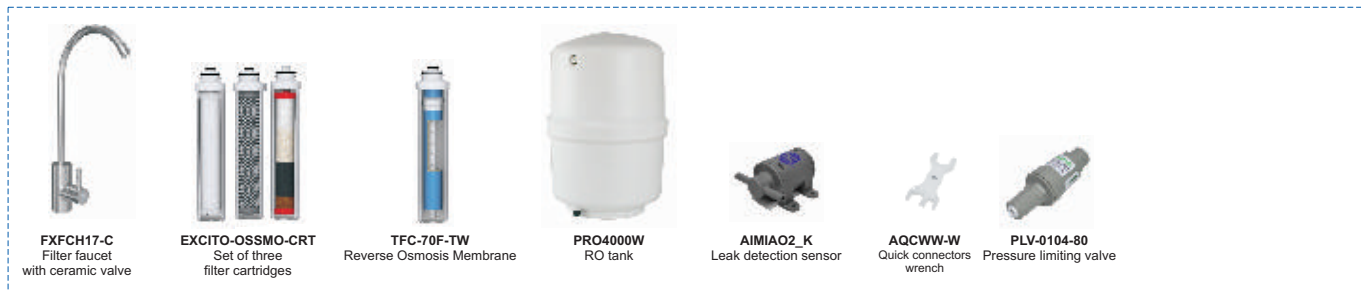 FXFCH17-C
Filter faucet
with ceramic valve
EXCITO-OSSMO-CRT
Set of three
filter cartridges
TFC-70F-TW
Reverse Osmosis Membrane
PRO4000W
RO tank
AIMIAO2_K
Leak detection sensor
AQCWW-W
Quick connectors
wrench
PLV-0104-80
Pressure limiting valve